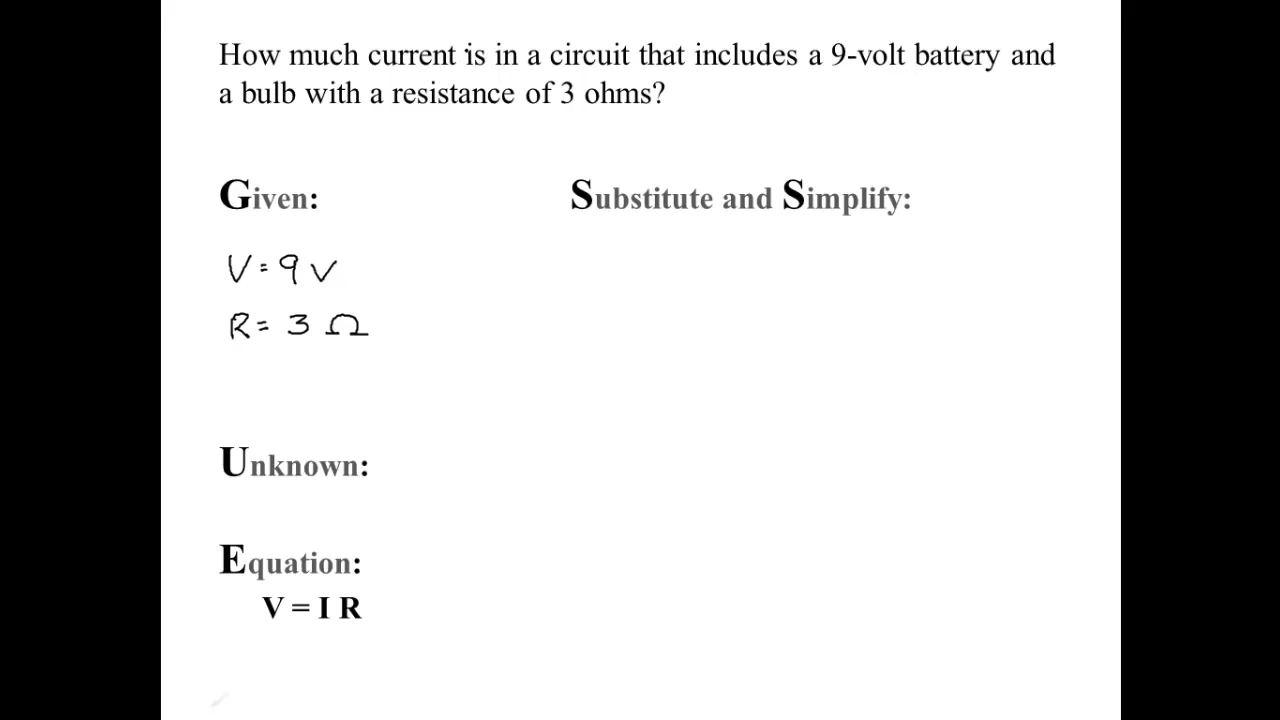 How much current is in a circuit that includes a 9-volt battery and
a bulb with a resistance of 3 ohms?
Given:
Substitute and Simplify:
V = 9 V
R = 3 Ω
Unknown:
Equation:
V = I R